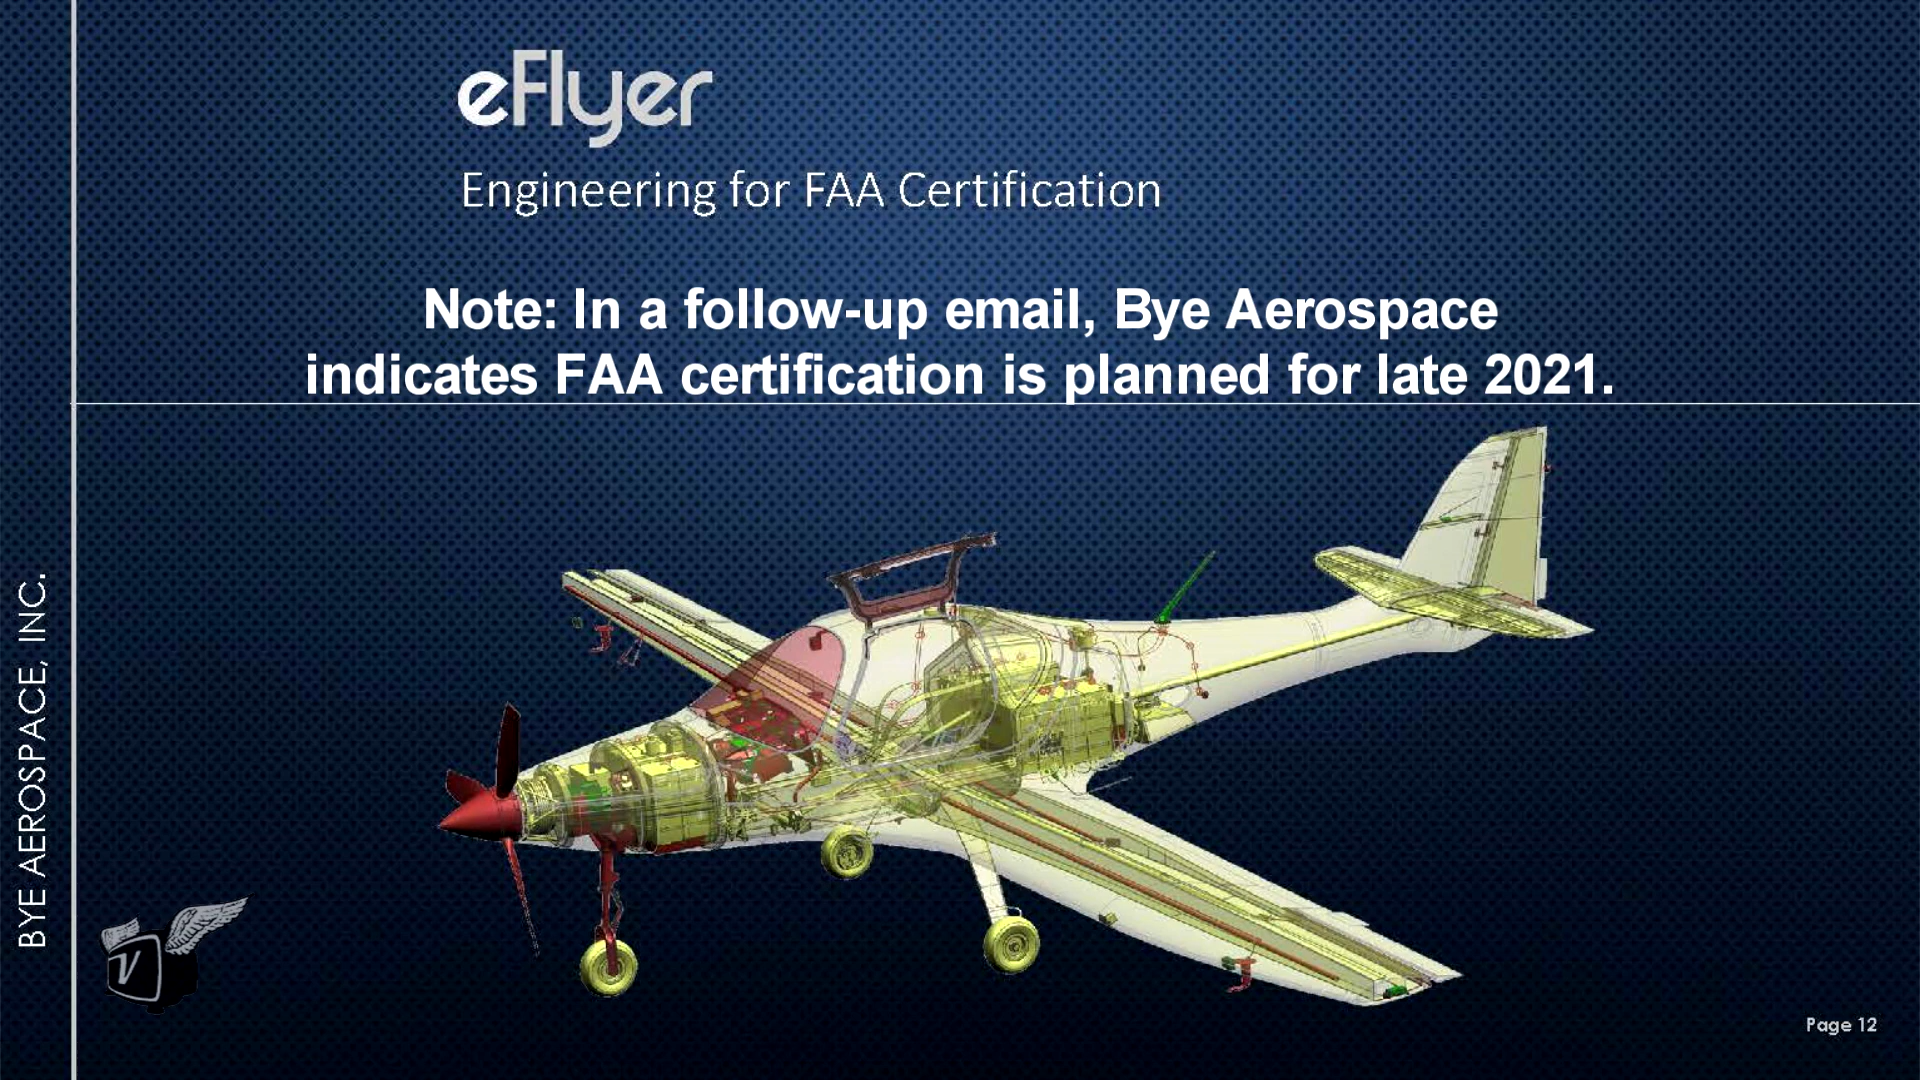 eFlyer
Engineering for FAA Certification
Note: In a follow-up email, Bye Aerospace
indicates FAA certification is planned for late 2021.
BYE AEROSPACE, INC.
V
Page 12